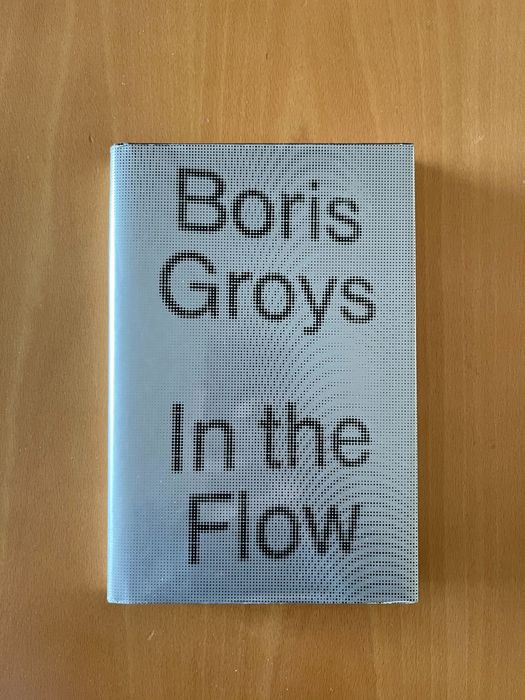 Boris
Groys
In the
Flow